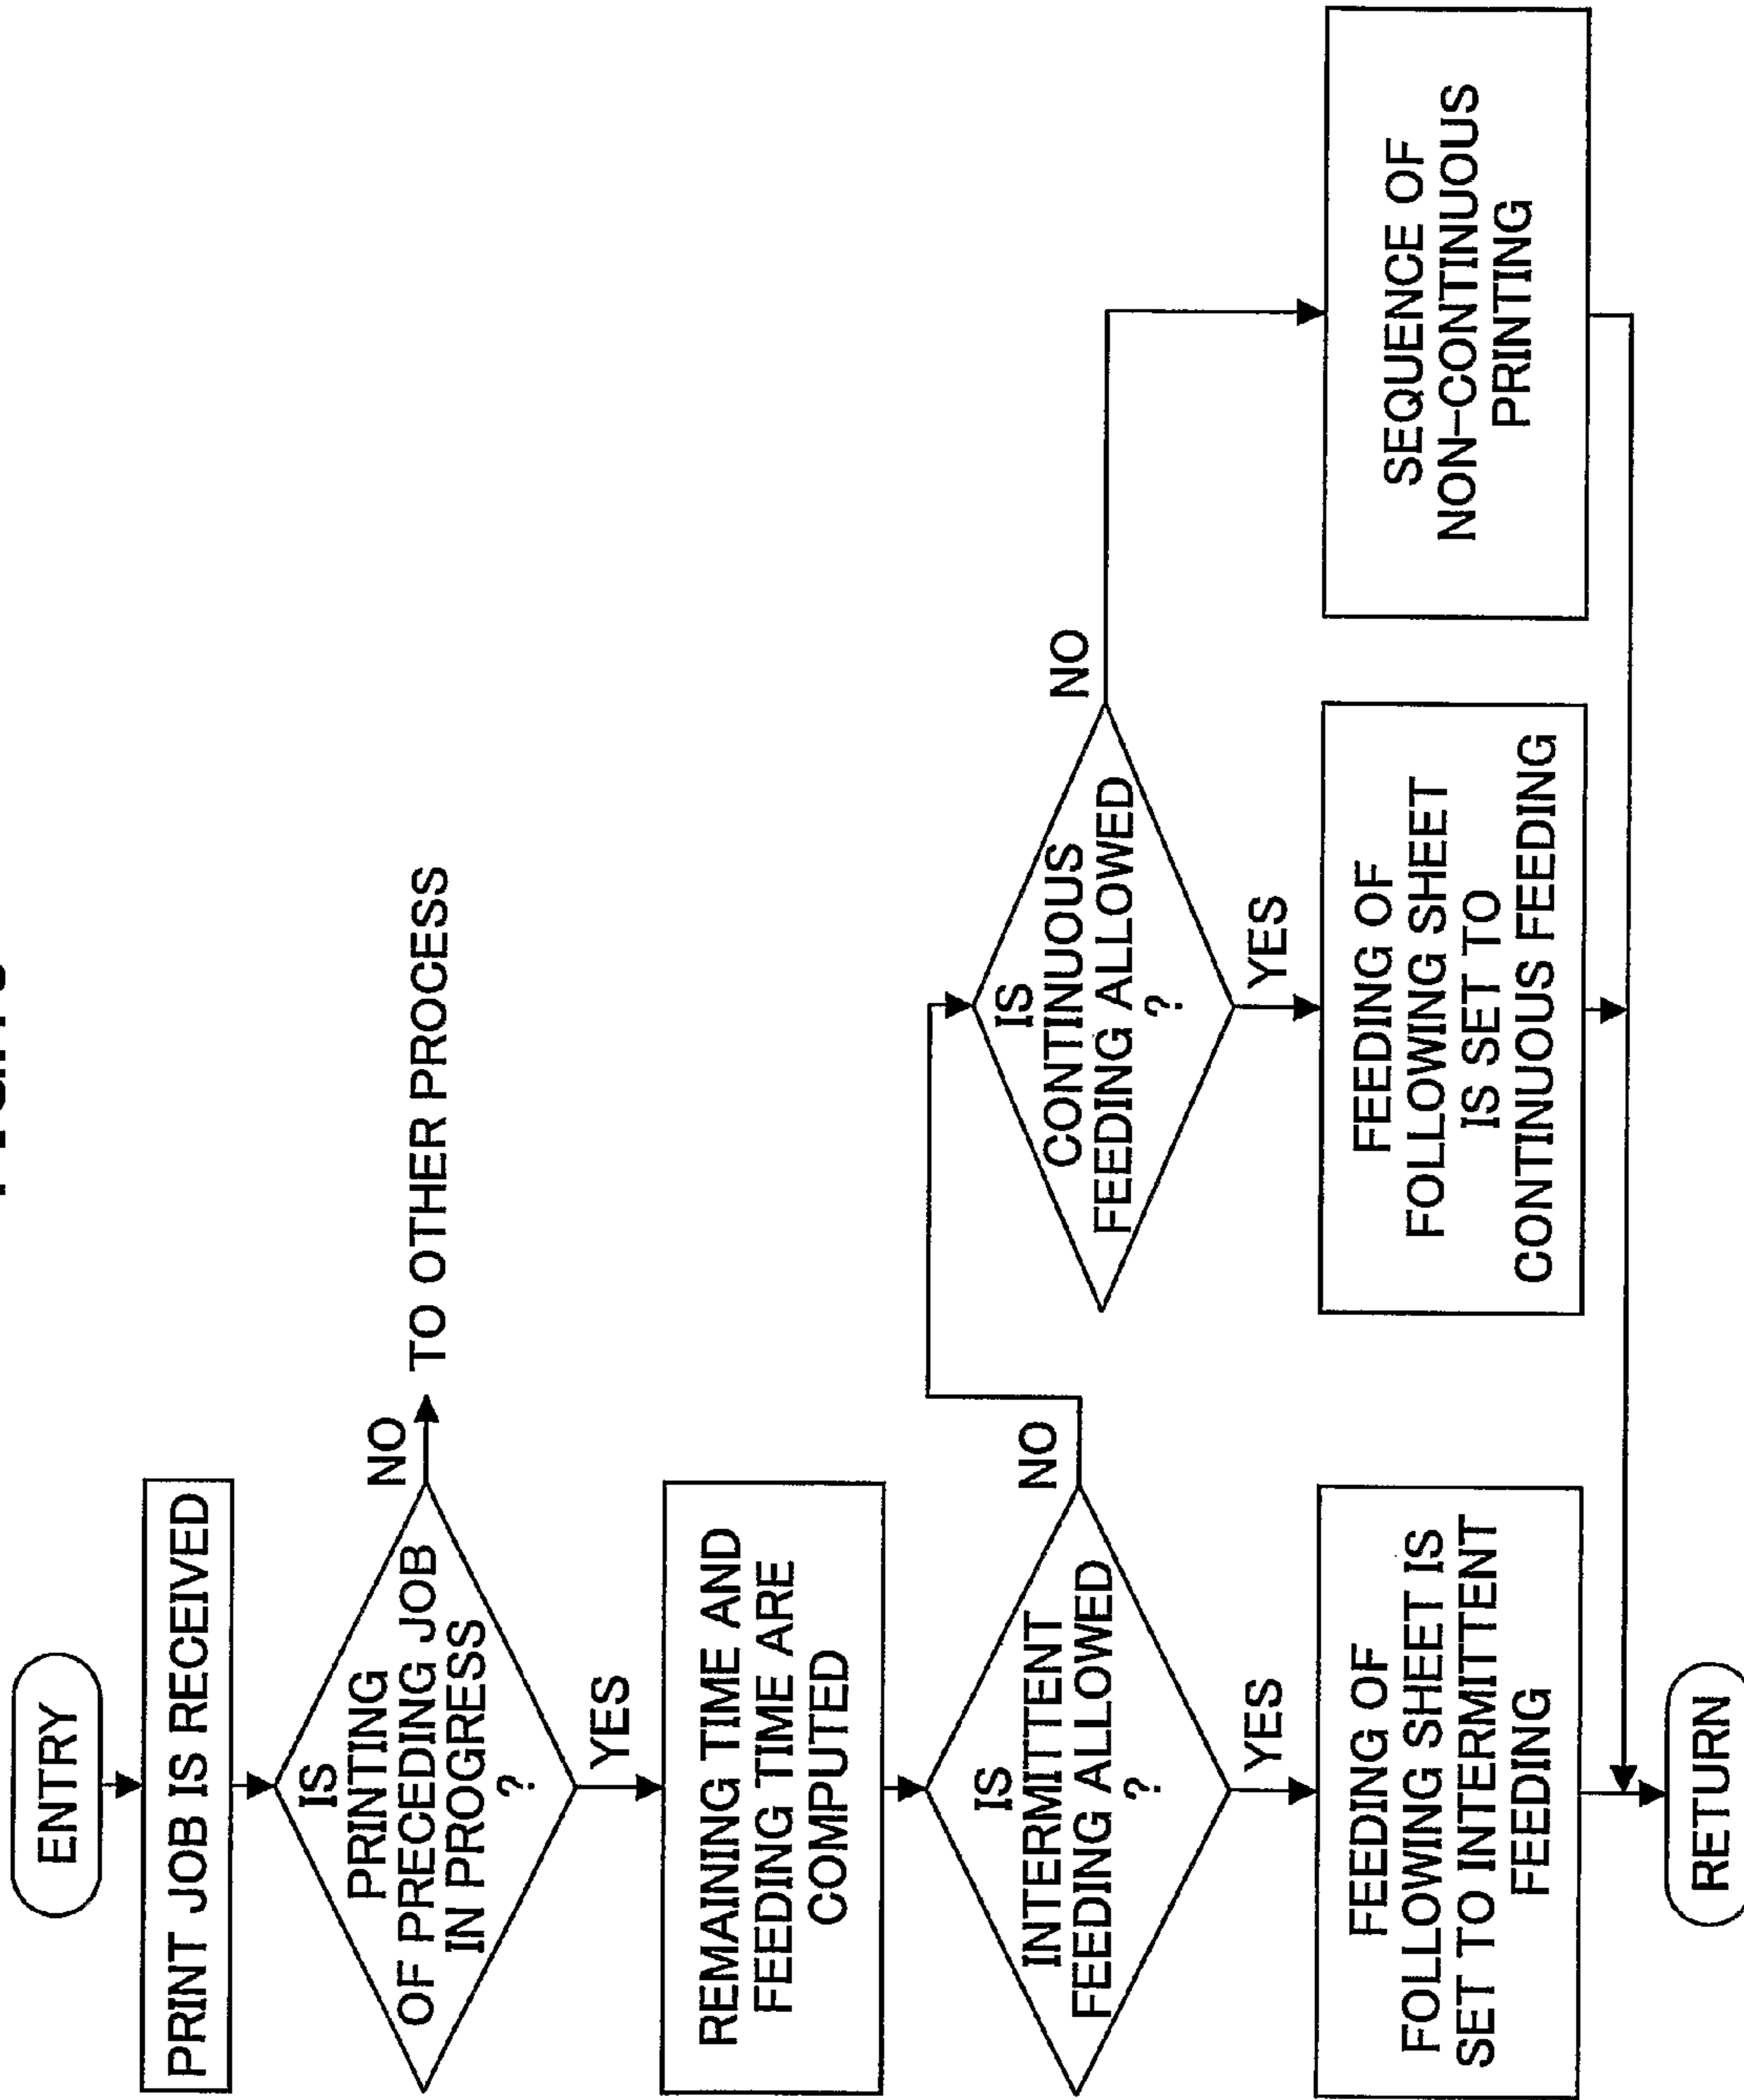 ENTRY
PRINT JOB IS RECEIVED
IS
PRINTING
OF PRECEDING JOB
IN PROGRESS
?
NO
TO OTHER PROCESS
YES
REMAINING TIME AND
FEEDING TIME ARE
COMPUTED
IS
INTERMITTENT
FEEDING ALLOWED
?
NO
YES
FEEDING OF
FOLLOWING SHEET IS
SET TO INTERMITTENT
FEEDING
IS
CONTINUOUS
FEEDING ALLOWED
?
NO
YES
FEEDING OF
FOLLOWING SHEET
IS SET TO
CONTINUOUS FEEDING
SEQUENCE OF
NON-CONTINUOUS
PRINTING
RETURN